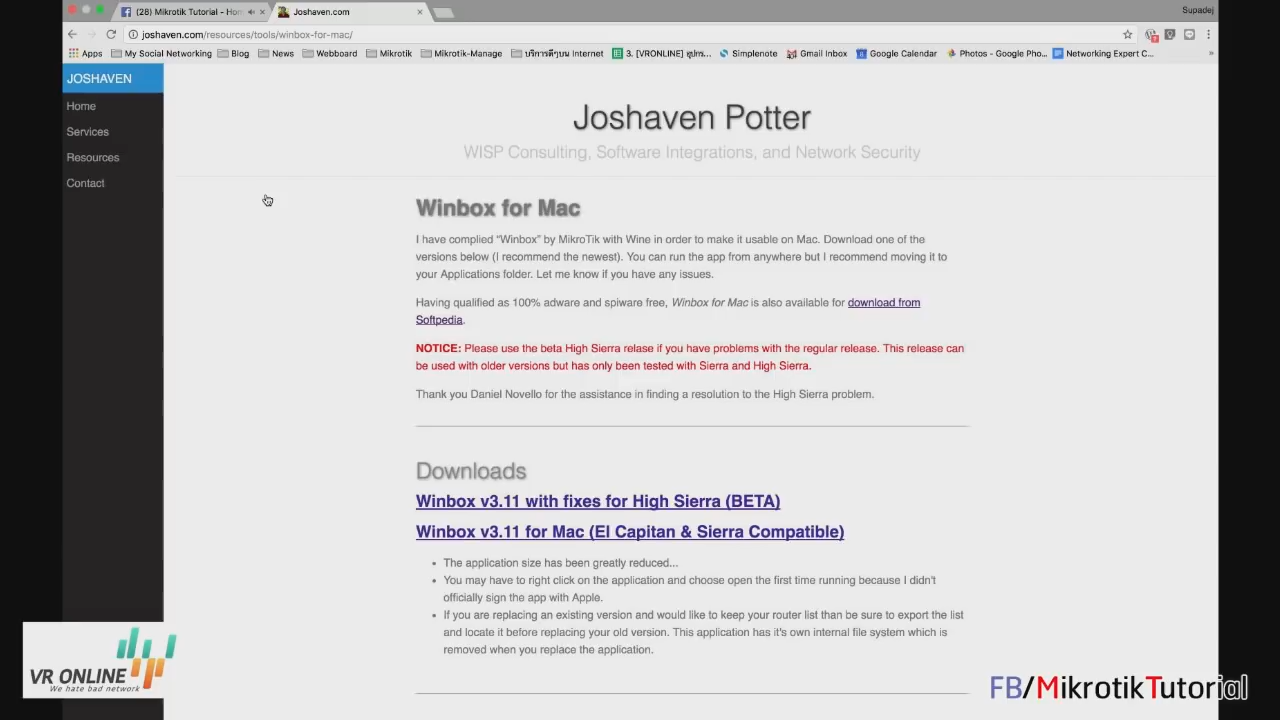 (28) Mikrotik Tutorial - Hom
Joshaven.com
Supadej
joshaven.com/resources/tools/winbox-for-mac/
Apps My Social Networking Blog News Webboard Mikrotik Mikrotik-Manage บริการดีๆบน Internet 3. [VRONLINE] อุปก... Simplenote Gmail Inbox Google Calendar Photos - Google Pho... Networking Expert C... »
JOSHAVEN
Home
Services
Resources
Contact
Joshaven Potter
WISP Consulting, Software Integrations, and Network Security
Winbox for Mac
I have complied “Winbox” by MikroTik with Wine in order to make it usable on Mac. Download one of the
versions below (I recommend the newest). You can run the app from anywhere but I recommend moving it to
your Applications folder. Let me know if you have any issues.
Having qualified as 100% adware and spiware free, Winbox for Mac is also available for download from
Softpedia.
NOTICE: Please use the beta High Sierra relase if you have problems with the regular release. This release can
be used with older versions but has only been tested with Sierra and High Sierra.
Thank you Daniel Novello for the assistance in finding a resolution to the High Sierra problem.
Downloads
Winbox v3.11 with fixes for High Sierra (BETA)
Winbox v3.11 for Mac (El Capitan & Sierra Compatible)
• The application size has been greatly reduced...
• You may have to right click on the application and choose open the first time running because I didn't
officially sign the app with Apple.
• If you are replacing an existing version and would like to keep your router list than be sure to export the list
and locate it before replacing your old version. This application has it's own internal file system which is
removed when you replace the application.
VR ONLINE
We hate bad network
FB/MikrotikTutorial